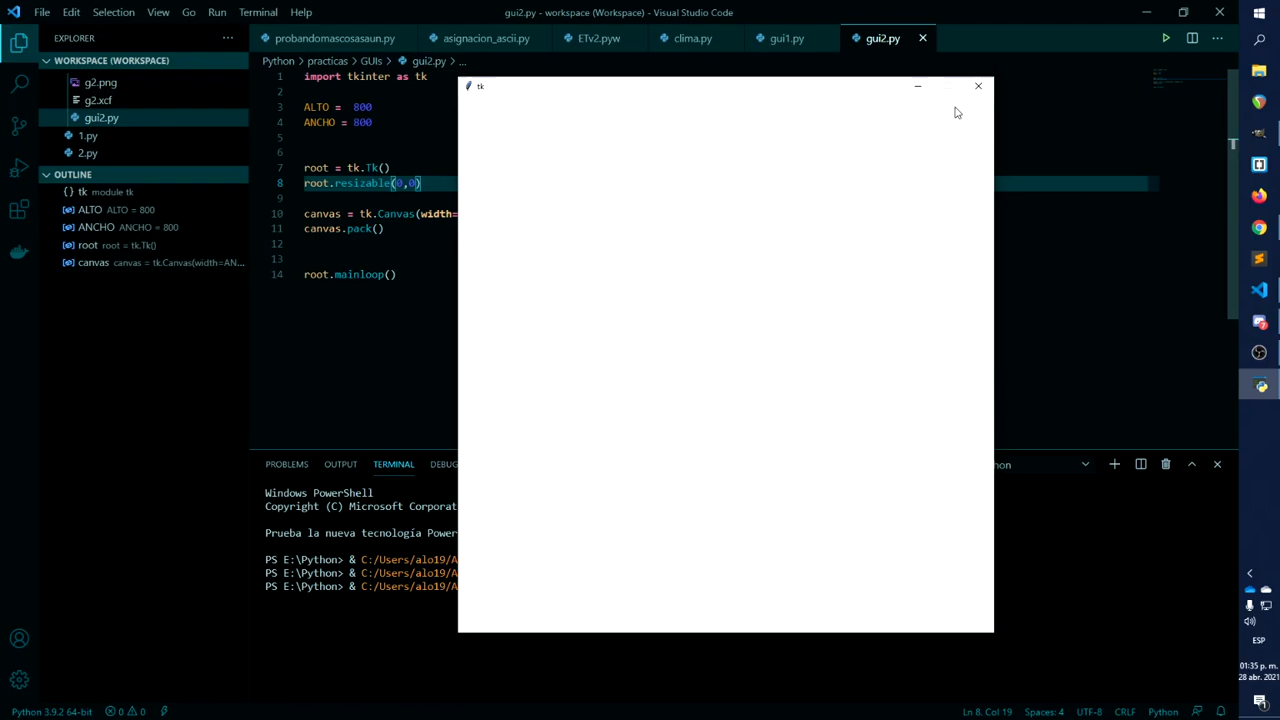 File Edit Selection View Go Run Terminal Help
gui2.py - workspace (Workspace) - Visual Studio Code
EXPLORER
probandomascosasaun.py
asignacion_ascii.py
ETv2.pyw
clima.py
gui1.py
gui2.py
WORKSPACE (WORKSPACE)
g2.png
g2.xcf
gui2.py
1.py
2.py
OUTLINE
tk module tk
ALTO ALTO = 800
ANCHO ANCHO = 800
root root = tk.Tk()
canvas canvas = tk.Canvas(width=AN...
Python > practicas > GUIs > gui2.py > ...
1 import tkinter as tk
2
3 ALTO = 800
4 ANCHO = 800
5
6
7 root = tk.Tk()
8 root.resizable(0,0)
9
10 canvas = tk.Canvas(width=
11 canvas.pack()
12
13
14 root.mainloop()
tk
PROBLEMS OUTPUT TERMINAL DEBUG
hon
Windows PowerShell
Copyright (C) Microsoft Corporat
Prueba la nueva tecnología Power
PS E:\Python> & C:/Users/alo19/A
PS E:\Python> & C:/Users/alo19/A
PS E:\Python> & C:/Users/alo19/A
ESP
01:35 p. m.
28 abr. 2021
Python 3.9.2 64-bit 0 0
Ln 8, Col 19 Spaces: 4 UTF-8 CRLF Python